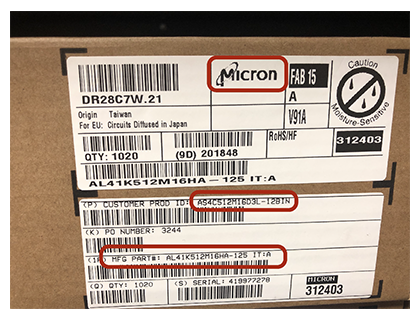 Micron
FAB 15
Caution
Moisture-Sensitive
DR28C7W.21
A
Origin Taiwan
For EU: Circuits Diffused in Japan
V91A
RoHS/HF
312403
QTY: 1020 (9D) 201848
AL41K512M16HA-125 IT:A
(P) CUSTOMER PROD ID: AS4C512M16D3L-12BIN
(K) PO NUMBER: 3244
(1P) MFG PART#: AL41K512M16HA-125 IT:A
(Q) QTY: 1020 (S) SERIAL: 419977278
MICRON
312403